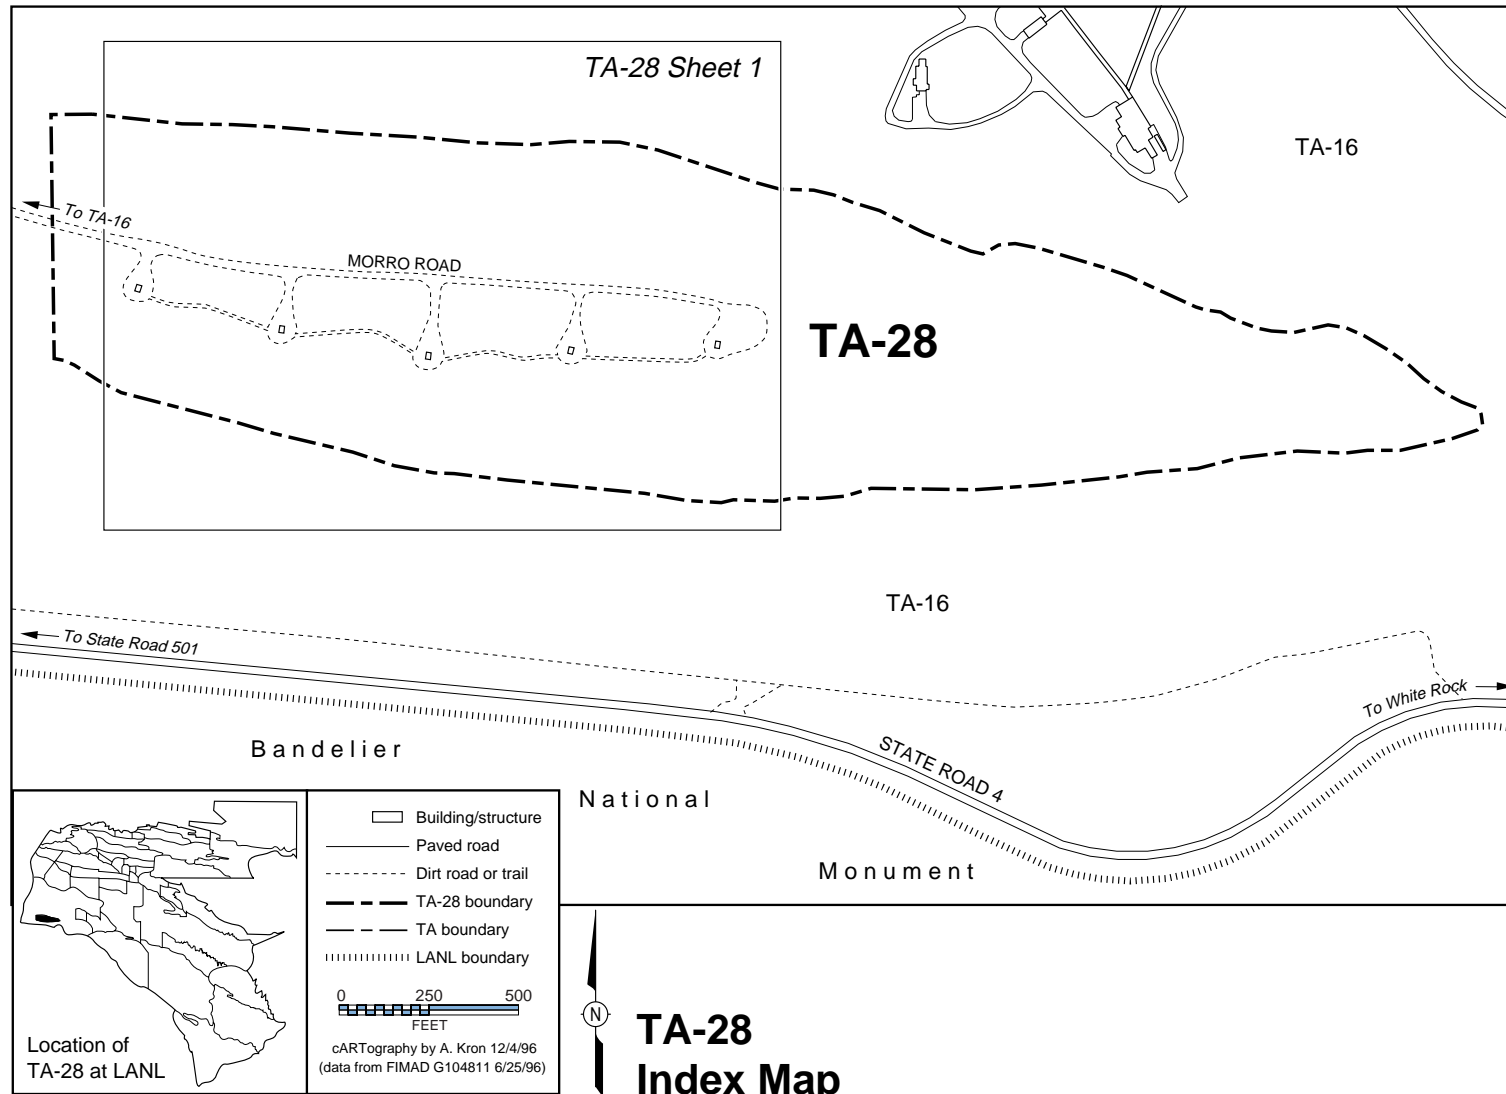 TA-28 Sheet 1
TA-16
To TA-16
MORRO ROAD
TA-28
TA-16
To State Road 501
To White Rock
STATE ROAD 4
Bandelier
National
Monument
Building/structure
Paved road
Dirt road or trail
TA-28 boundary
TA boundary
LANL boundary
0 250 500
FEET
cARTography by A. Kron 12/4/96
(data from FIMAD G104811 6/25/96)
Location of
TA-28 at LANL
N
TA-28
Index Map